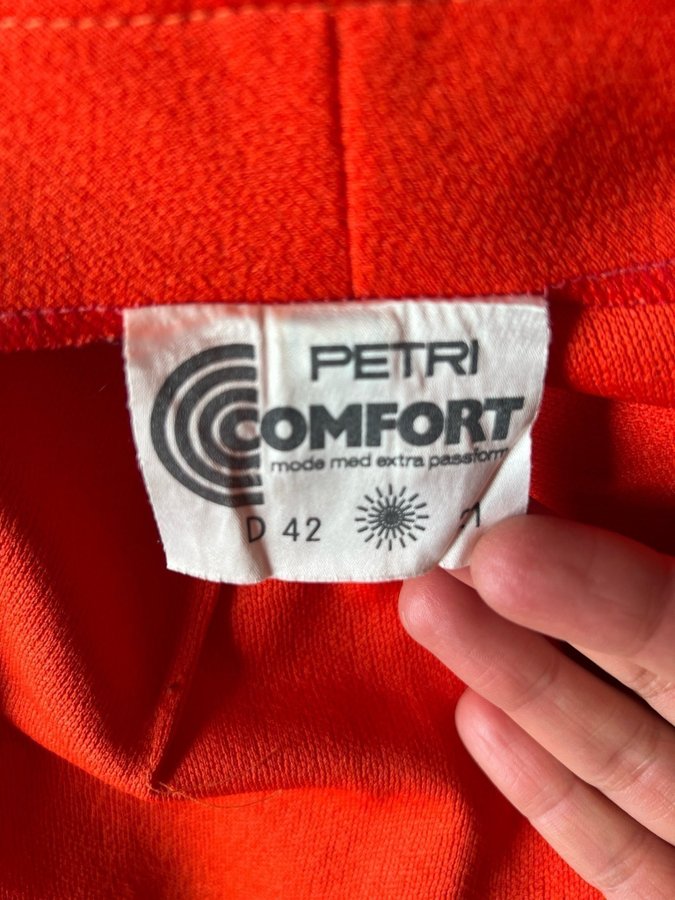 PETRI
COMFORT
mode med extra passform
D 42